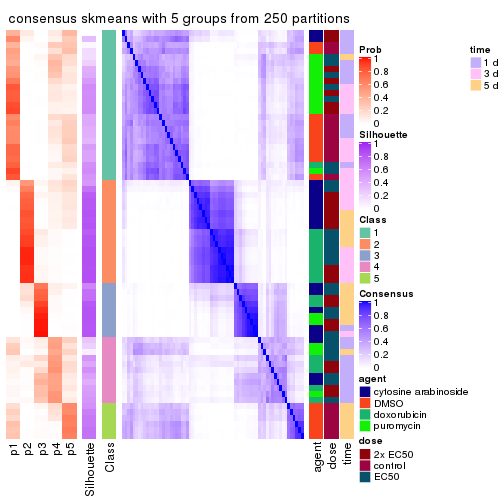 consensus skmeans with 5 groups from 250 partitions
Prob
1
0.8
0.6
0.4
0.2
0
time
1 d
3 d
5 d
Silhouette
1
0.8
0.6
0.4
0.2
0
Class
1
2
3
4
5
Consensus
1
0.8
0.6
0.4
0.2
0
agent
cytosine arabinoside
DMSO
doxorubicin
puromycin
dose
2x EC50
control
EC50
p1
p2
p3
p4
p5
Silhouette
Class
agent
dose
time